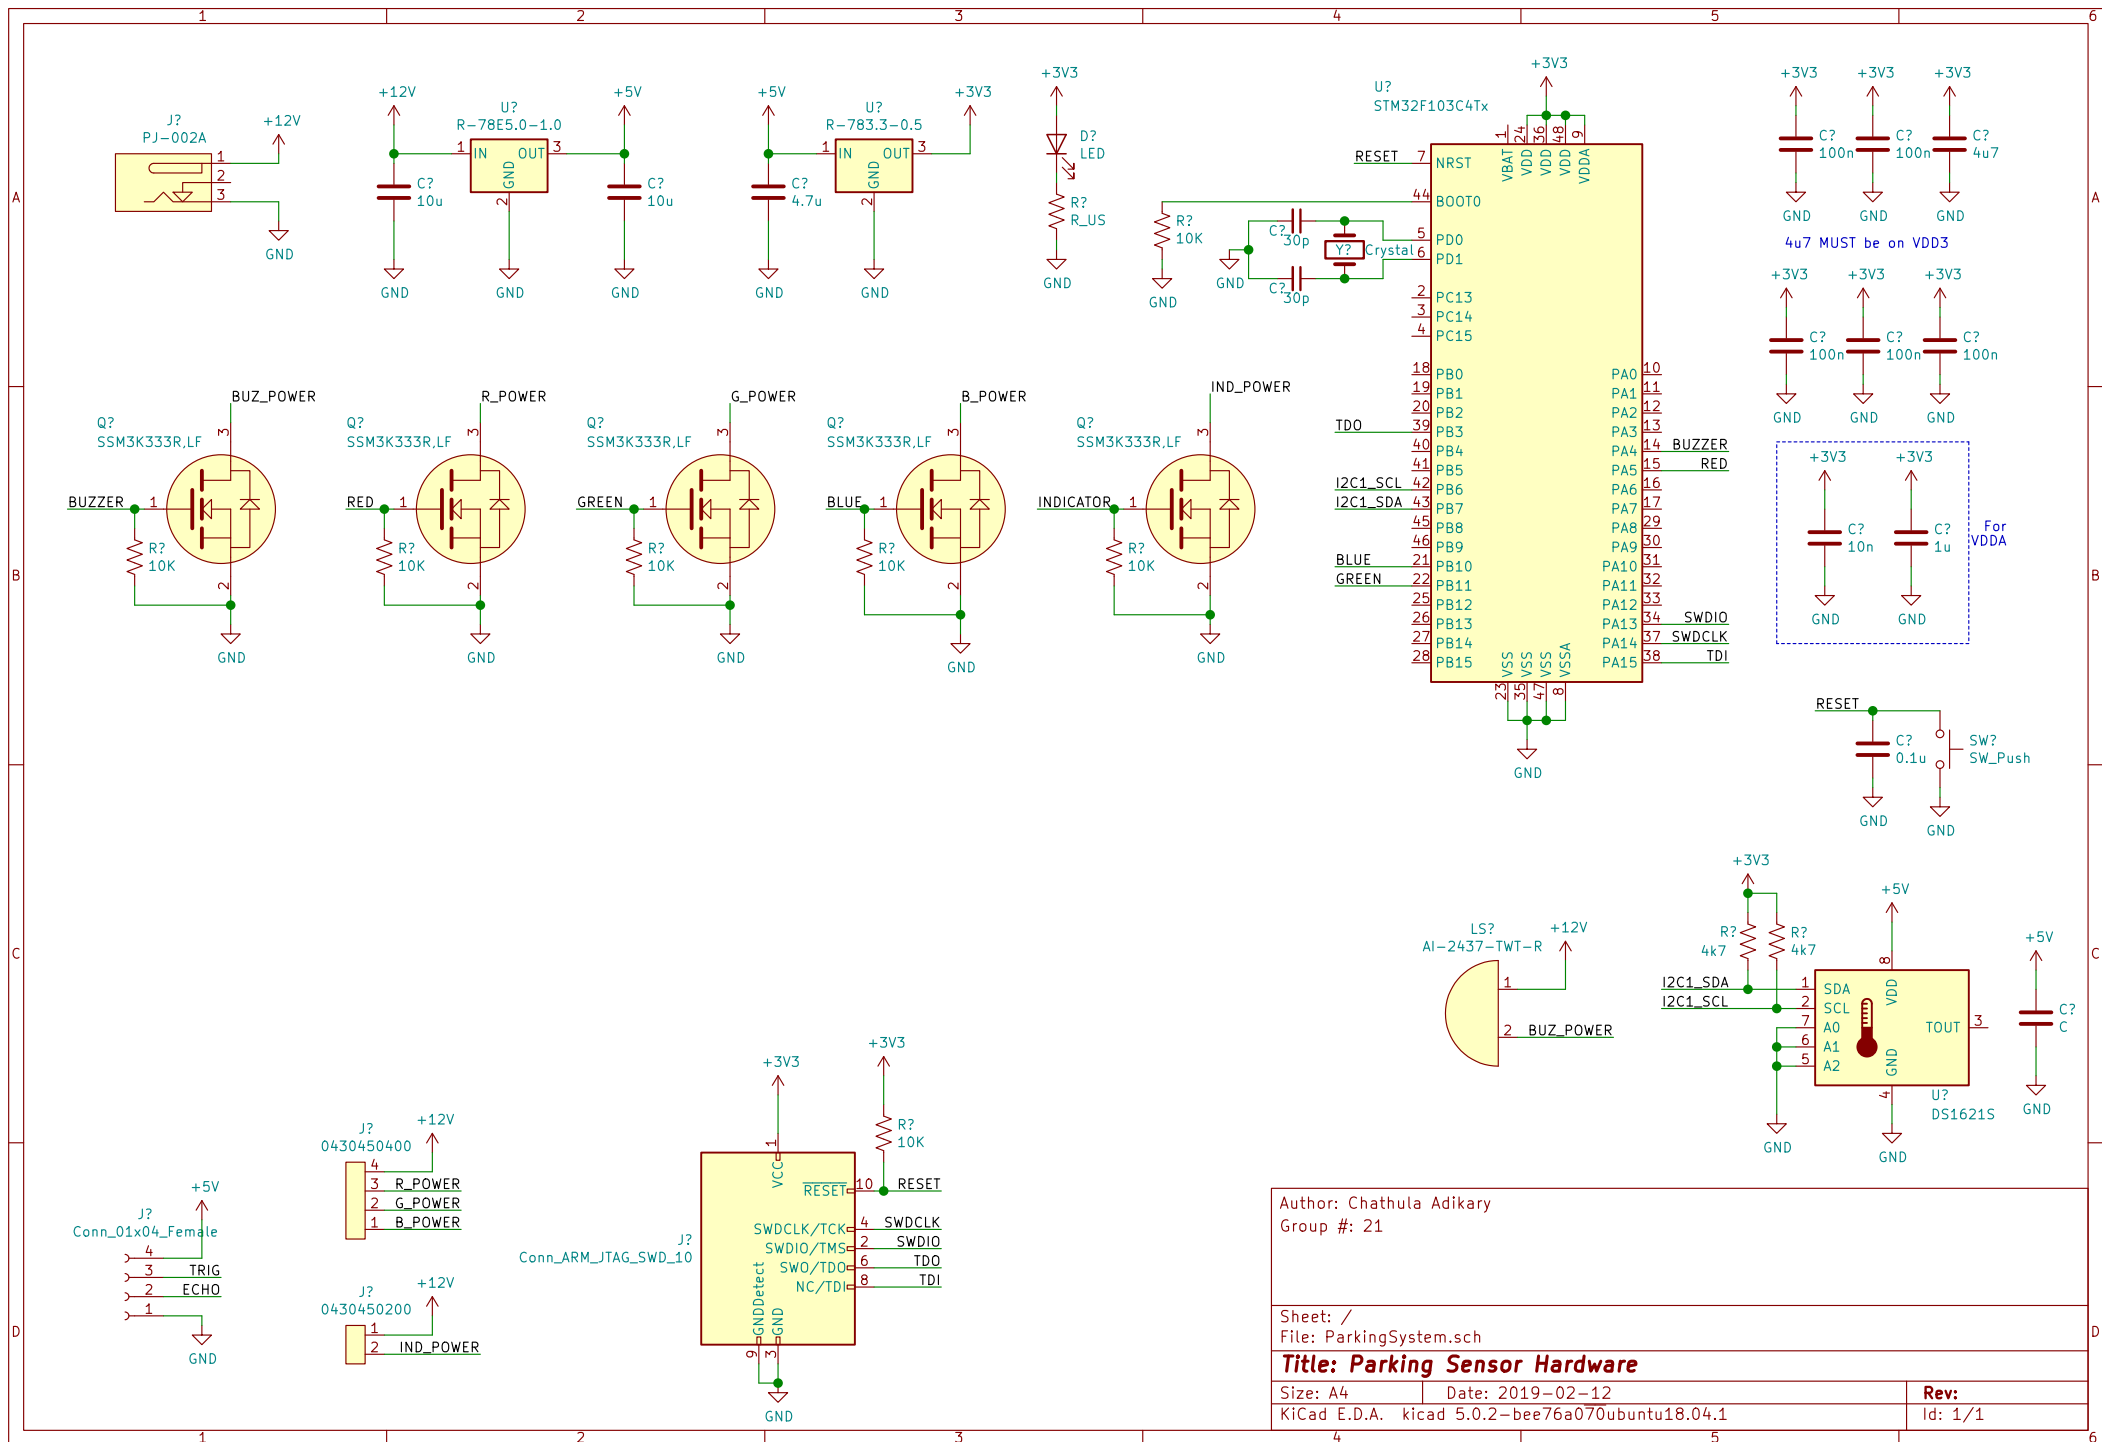 1 2 3 4 5 6
A
B
C
D
J?
PJ-002A
1
2
3
+12V
GND
+12V
C?
10u
GND
U?
R-78E5.0-1.0
1 IN OUT 3
GND
2
GND
+5V
C?
10u
GND
+5V
C?
4.7u
GND
U?
R-783.3-0.5
1 IN OUT 3
GND
2
GND
+3V3
+3V3
D?
LED
R?
R_US
GND
U?
STM32F103C4Tx
+3V3
1 24 36 48 9
VBAT VDD VDD VDD VDDA
RESET 7 NRST
44 BOOT0
R?
10K
GND
C?
30p
Y? Crystal
C?
30p
GND
5 PD0
6 PD1
2 PC13
3 PC14
4 PC15
18 PB0
19 PB1
20 PB2
TDO 39 PB3
40 PB4
41 PB5
I2C1_SCL 42 PB6
I2C1_SDA 43 PB7
45 PB8
46 PB9
BLUE 21 PB10
GREEN 22 PB11
25 PB12
26 PB13
27 PB14
28 PB15
PA0 10
PA1 11
PA2 12
PA3 13
PA4 14 BUZZER
PA5 15 RED
PA6 16
PA7 17
PA8 29
PA9 30
PA10 31
PA11 32
PA12 33
PA13 34 SWDIO
PA14 37 SWDCLK
PA15 38 TDI
VSS VSS VSS VSSA
23 35 47 8
GND
+3V3 +3V3 +3V3
C? C? C?
100n 100n 4u7
GND GND GND
4u7 MUST be on VDD3
+3V3 +3V3 +3V3
C? C? C?
100n 100n 100n
GND GND GND
+3V3 +3V3
C? C?
10n 1u
GND GND
For
VDDA
BUZ_POWER
Q?
SSM3K333R,LF
3
BUZZER 1
R?
10K
2
GND
R_POWER
Q?
SSM3K333R,LF
3
RED 1
R?
10K
2
GND
G_POWER
Q?
SSM3K333R,LF
3
GREEN 1
R?
10K
2
GND
B_POWER
Q?
SSM3K333R,LF
3
BLUE 1
R?
10K
2
GND
IND_POWER
Q?
SSM3K333R,LF
3
INDICATOR 1
R?
10K
2
GND
RESET
C?
0.1u
SW?
SW_Push
GND
GND
LS?
AI-2437-TWT-R
+12V
1
2 BUZ_POWER
+3V3
R?
4k7
R?
4k7
I2C1_SDA
I2C1_SCL
+5V
8
VDD
1 SDA
2 SCL
7 A0
6 A1
5 A2
TOUT 3
GND
4
U?
DS1621S
GND
GND
+5V
C?
C
GND
+5V
J?
Conn_01x04_Female
4
3 TRIG
2 ECHO
1
GND
J?
0430450400
+12V
4
3 R_POWER
2 G_POWER
1 B_POWER
J?
0430450200
+12V
1
2 IND_POWER
+3V3
+3V3
R?
10K
1
VCC
RESET 10 RESET
SWDCLK/TCK 4 SWDCLK
SWDIO/TMS 2 SWDIO
SWO/TDO 6 TDO
NC/TDI 8 TDI
J?
Conn_ARM_JTAG_SWD_10
GNDDetect GND
9 3
GND
Author: Chathula Adikary
Group #: 21
Sheet: /
File: ParkingSystem.sch
Title: Parking Sensor Hardware
Size: A4 Date: 2019-02-12 Rev:
KiCad E.D.A. kicad 5.0.2-bee76a070ubuntu18.04.1 Id: 1/1
A
B
C
D
1 2 3 4 5 6